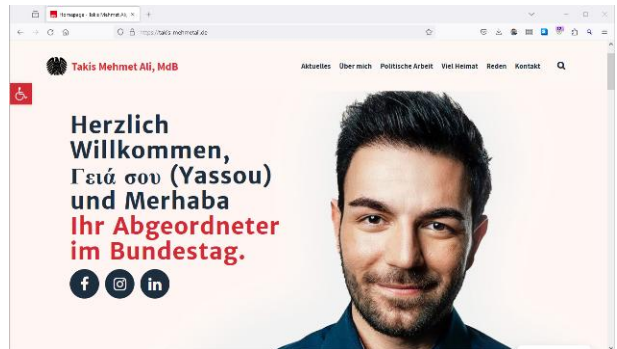 Homepage - Takis Mehmet Ali,
https://takis-mehmetali.de
Takis Mehmet Ali, MdB
Aktuelles Über mich Politische Arbeit Viel Heimat Reden Kontakt
Herzlich
Willkommen,
Γειά σου (Yassou)
und Merhaba
Ihr Abgeordneter
im Bundestag.